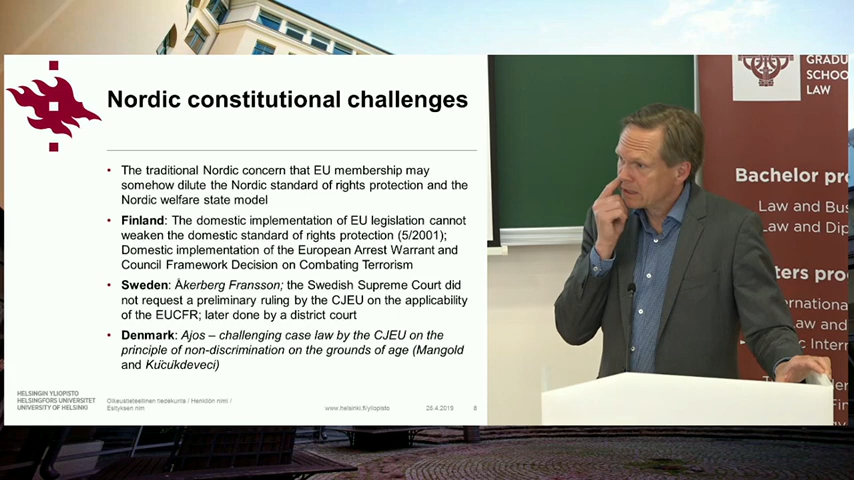 Nordic constitutional challenges
• The traditional Nordic concern that EU membership may
somehow dilute the Nordic standard of rights protection and the
Nordic welfare state model
• Finland: The domestic implementation of EU legislation cannot
weaken the domestic standard of rights protection (5/2001);
Domestic implementation of the European Arrest Warrant and
Council Framework Decision on Combating Terrorism
• Sweden: Åkerberg Fransson; the Swedish Supreme Court did
not request a preliminary ruling by the CJEU on the applicability
of the EUCFR; later done by a district court
• Denmark: Ajos – challenging case law by the CJEU on the
principle of non-discrimination on the grounds of age (Mangold
and Kücükdeveci)
HELSINGIN YLIOPISTO
HELSINGFORS UNIVERSITET
UNIVERSITY OF HELSINKI
Oikeustieteellinen tiedekunta / Henkilön nimi /
Esityksen nimi
www.helsinki.fi/yliopisto
26.4.2019
8
GRADU
SCHOO
LAW
Bachelor pro
Law and Bus
Law and Dip
ters pro
rnationa
aw and
Intern